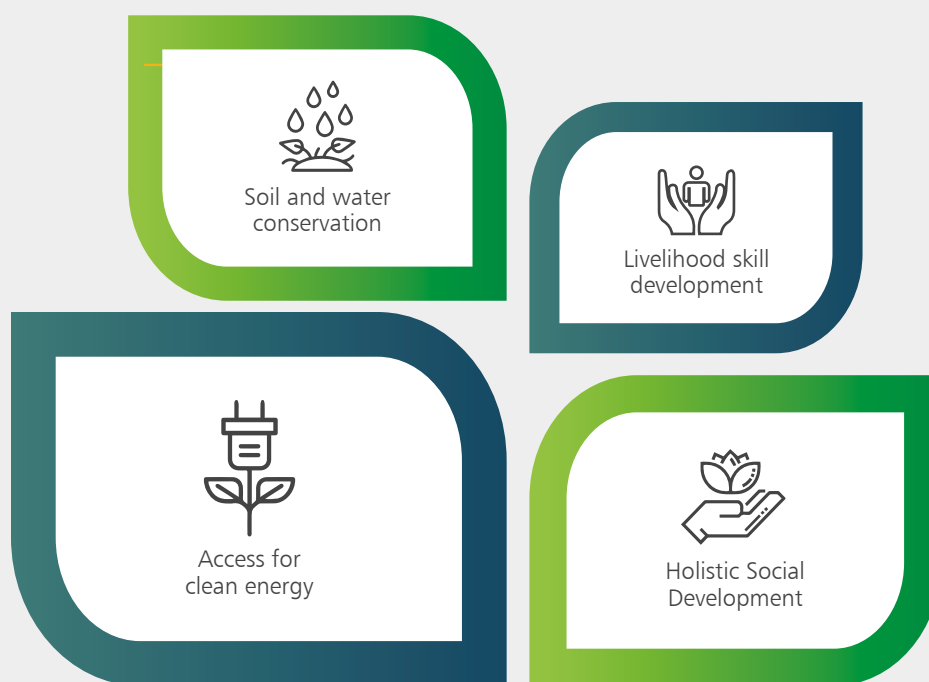 Soil and water
conservation
Livelihood skill
development
Access for
clean energy
Holistic Social
Development